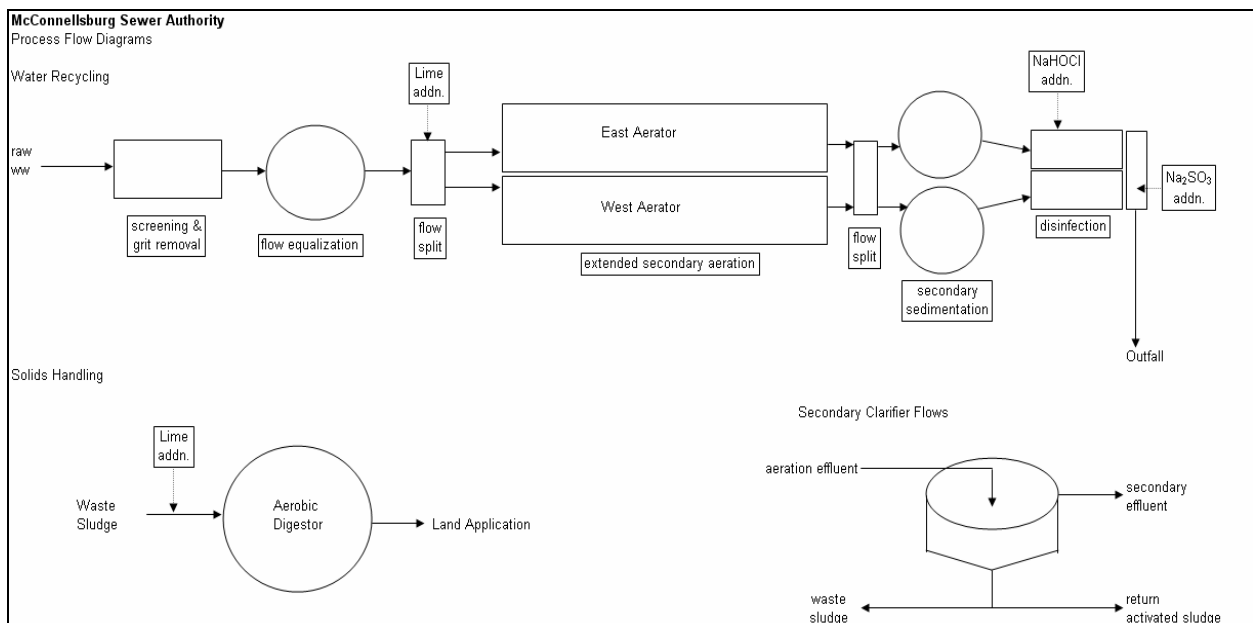 McConnellsburg Sewer Authority
Process Flow Diagrams
Water Recycling
Lime
addn.
NaHOCl
addn.
raw
ww
East Aerator
West Aerator
Na₂SO₃
addn.
screening &
grit removal
flow equalization
flow
split
extended secondary aeration
flow
split
secondary
sedimentation
disinfection
Outfall
Solids Handling
Lime
addn.
Waste
Sludge
Aerobic
Digestor
Land Application
Secondary Clarifier Flows
aeration effluent
secondary
effluent
waste
sludge
return
activated sludge